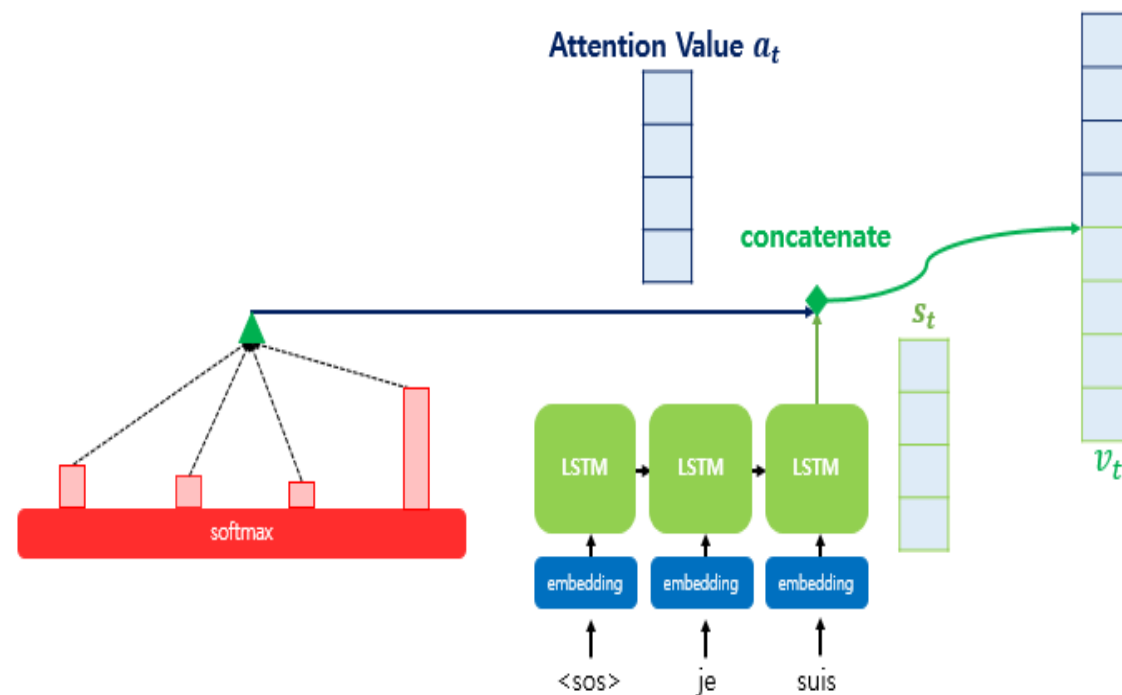 Attention Value a_t
concatenate
s_t
LSTM LSTM LSTM
v_t
softmax
embedding embedding embedding
<sos> je suis